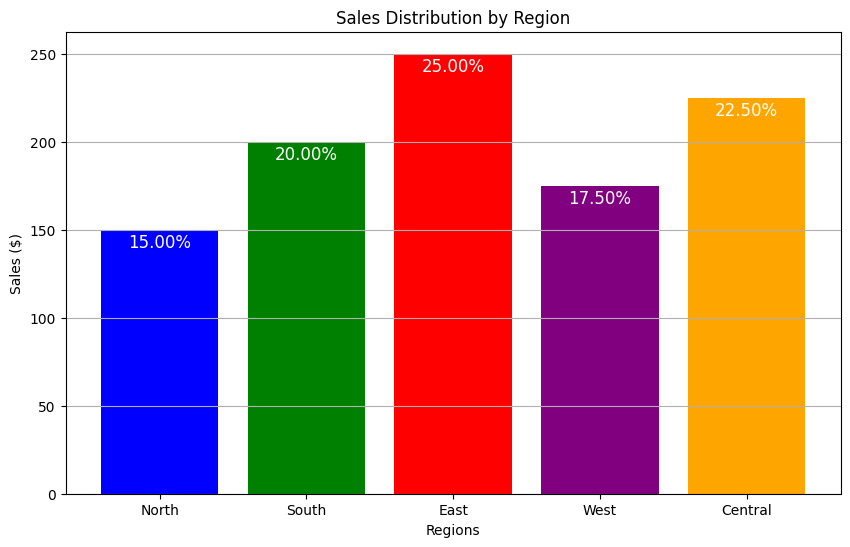 Sales Distribution by Region
Sales ($)
250
200
150
100
50
0
15.00%
20.00%
25.00%
17.50%
22.50%
North
South
East
West
Central
Regions